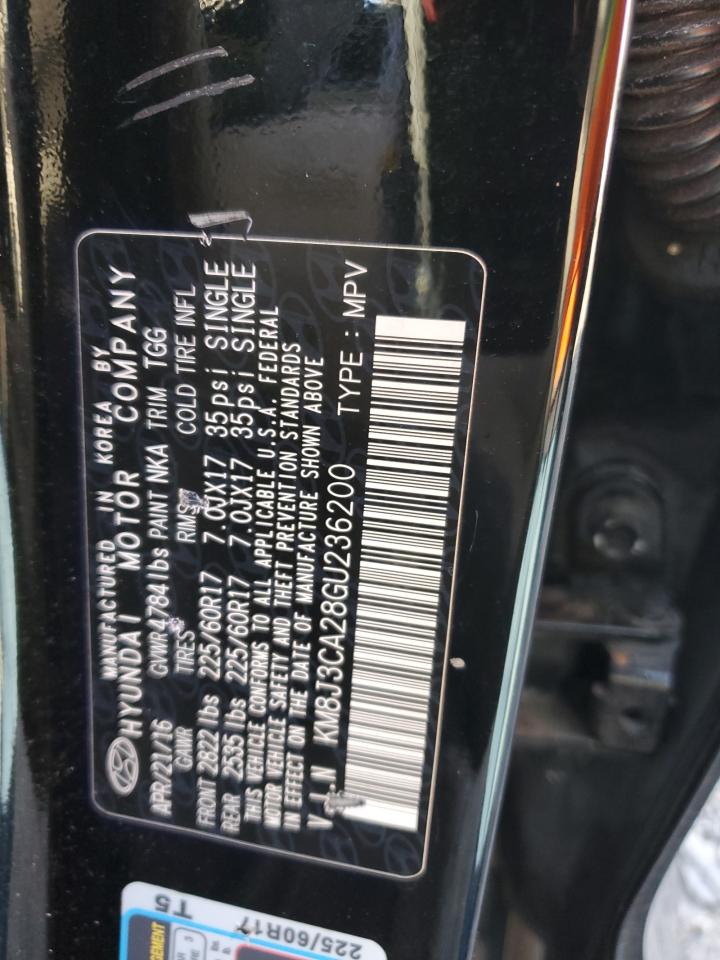 MANUFACTURED IN KOREA BY
HYUNDAI MOTOR COMPANY
APR/21/16 GVWR 4784 lbs PAINT NKA TRIM TGG
GAWR TIRES RIMS COLD TIRE INFL
FRONT 2822 lbs 225/60R17 7.0JX17 35psi SINGLE
REAR 2535 lbs 225/60R17 7.0JX17 35psi SINGLE
THIS VEHICLE CONFORMS TO ALL APPLICABLE U.S.A. FEDERAL
MOTOR VEHICLE SAFETY AND THEFT PREVENTION STANDARDS
IN EFFECT ON THE DATE OF MANUFACTURE SHOWN ABOVE
V.I.N KM8J3CA28GU236200 TYPE : MPV
T5
225/60R17